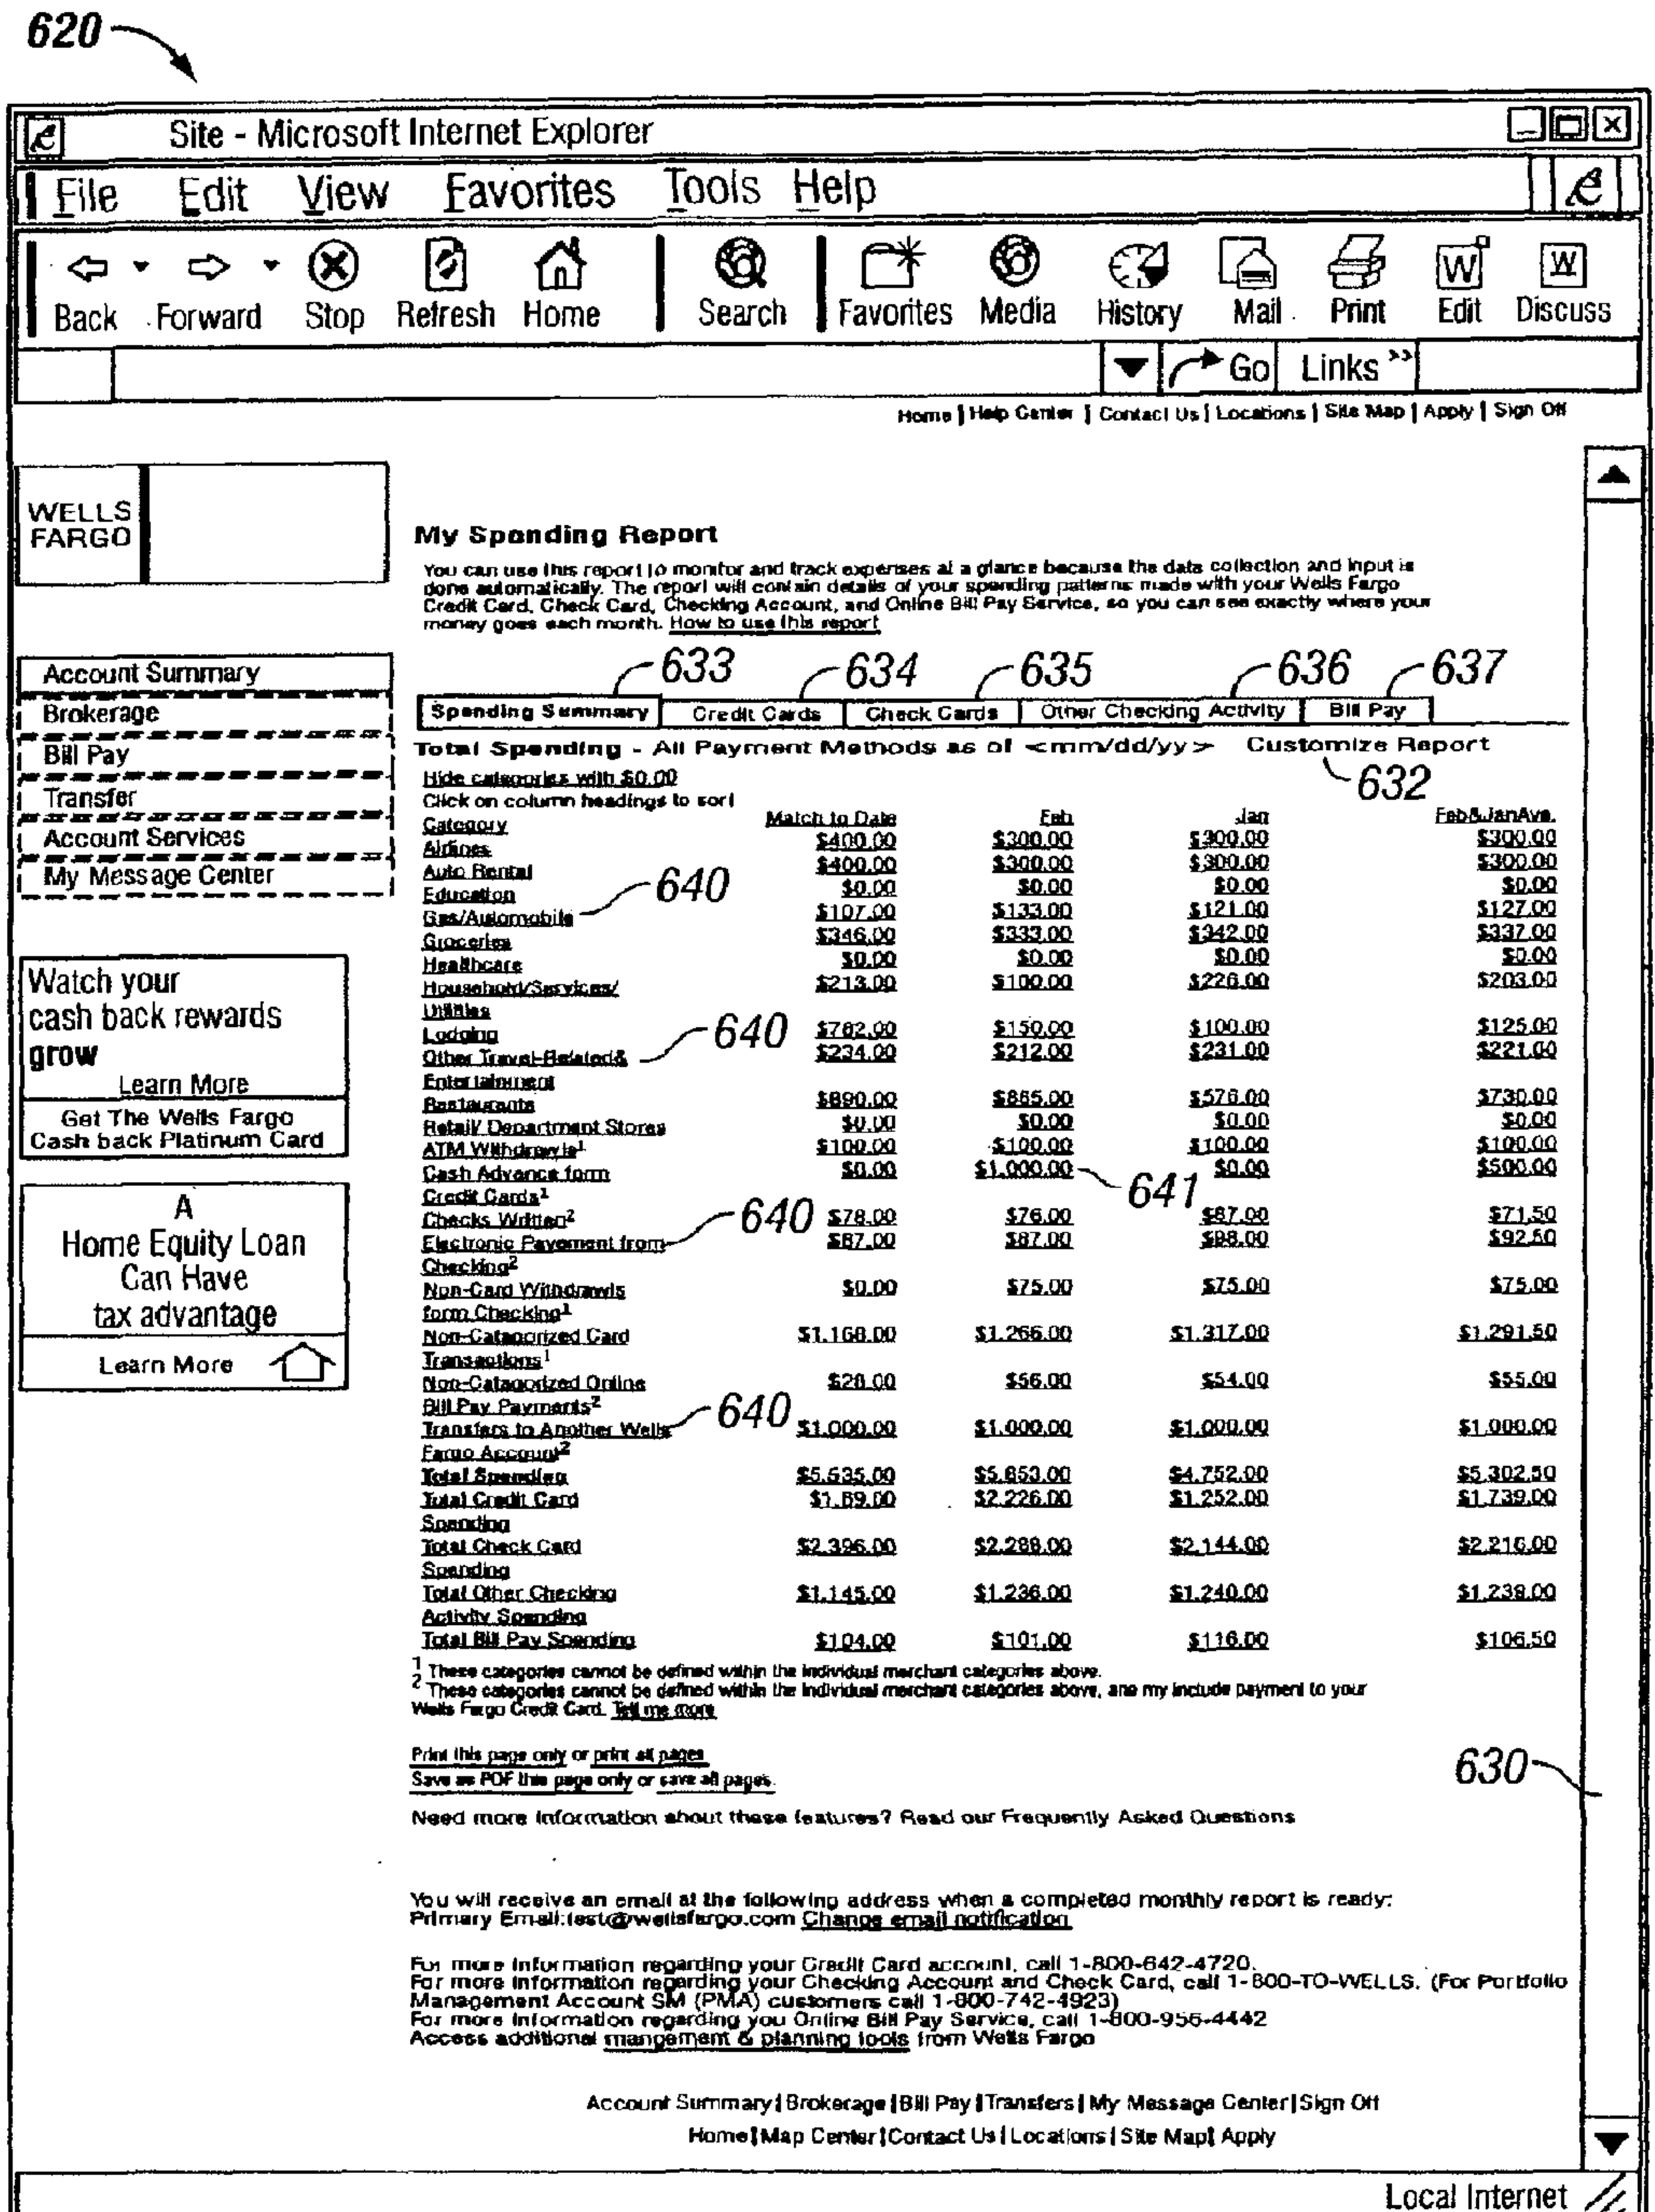 620
Site - Microsoft Internet Explorer
File Edit View Favorites Tools Help
Back Forward Stop Refresh Home Search Favorites Media History Mail Print Edit Discuss
Go Links »
Home | Help Center | Contact Us | Locations | Site Map | Apply | Sign Off
WELLS
FARGO
My Spending Report
You can use this report to monitor and track expenses at a glance because the data collection and input is
done automatically. The report will contain details of your spending patterns made with your Wells Fargo
Credit Card, Check Card, Checking Account, and Online Bill Pay Service, so you can see exactly where your
money goes each month. How to use this report
Account Summary
Brokerage
Bill Pay
Transfer
Account Services
My Message Center
Watch your
cash back rewards
grow
Learn More
Get The Wells Fargo
Cash back Platinum Card
A
Home Equity Loan
Can Have
tax advantage
Learn More
633 634 635 636 637
Spending Summary Credit Cards Check Cards Other Checking Activity Bill Pay
Total Spending - All Payment Methods as of <mm/dd/yy> Customize Report
632
Hide categories with $0.00
Click on column headings to sort
Category Match to Date Feb Jan Feb&JanAve.
Airlines $400.00 $300.00 $300.00 $300.00
Auto Rental $400.00 $300.00 $300.00 $300.00
Education $0.00 $0.00 $0.00 $0.00
640
Gas/Automobile $107.00 $133.00 $121.00 $127.00
Groceries $346.00 $333.00 $342.00 $337.00
Healthcare $0.00 $0.00 $0.00 $0.00
Household/Services/ $213.00 $100.00 $226.00 $203.00
Utilities
Lodging $762.00 $150.00 $100.00 $125.00
640
Other Travel-Related& $234.00 $212.00 $231.00 $221.00
Entertainment
Restaurants $890.00 $885.00 $576.00 $730.00
Retail/ Department Stores $0.00 $0.00 $0.00 $0.00
ATM Withdrawls¹ $100.00 $100.00 $100.00 $100.00
Cash Advance form $0.00 $1,000.00 $0.00 $500.00
641
Credit Cards¹
Checks Written² $78.00 $76.00 $71.50
640
Electronic Payement from $87.00 $87.00 $98.00 $92.50
Checking²
Non-Card Withdrawls $0.00 $75.00 $75.00 $75.00
form Checking¹
Non-Catagorized Card $1,168.00 $1,266.00 $1,317.00 $1,291.50
Transactions¹
Non-Catagorized Online $28.00 $56.00 $54.00 $55.00
Bill Pay Payments²
640
Transfers to Another Wells $1,000.00 $1,000.00 $1,000.00 $1,000.00
Fargo Account²
Total Spending $5,535.00 $5,853.00 $4,752.00 $5,302.50
Total Credit Card $1.89.00 $2,226.00 $1,252.00 $1,739.00
Spending
Total Check Card $2,396.00 $2,288.00 $2,144.00 $2,216.00
Spending
Total Other Checking $1,145.00 $1,236.00 $1,240.00 $1,238.00
Activity Spending
Total Bill Pay Spending $104.00 $101.00 $116.00 $106.50
1 These categories cannot be defined within the individual merchant categories above.
2 These categories cannot be defined within the individual merchant categories above, ane my include payment to your
Wells Fargo Credit Card. Tell me more
Print this page only or print all pages
Save as PDF this page only or save all pages.
630
Need more information about these features? Read our Frequently Asked Questions
You will receive an email at the following address when a completed monthly report is ready:
Primary Email:test@wellsfargo.com Change email notification
For more information regarding your Credit Card account, call 1-800-642-4720.
For more information regarding your Checking Account and Check Card, call 1-800-TO-WELLS. (For Portfolio
Management Account SM (PMA) customers call 1-800-742-4923)
For more information regarding you Online Bill Pay Service, call 1-800-956-4442
Access additional mangement & planning tools from Wells Fargo
Account Summary | Brokerage | Bill Pay | Transfers | My Message Center | Sign Off
Home | Map Center | Contact Us | Locations | Site Map | Apply
Local Internet